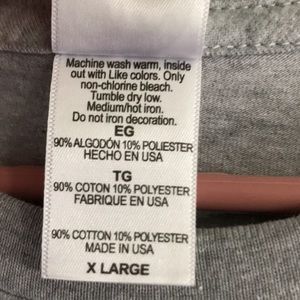 Machine wash warm, inside
out with Like colors. Only
non-chlorine bleach.
Tumble dry low.
Medium/hot iron.
Do not iron decoration.
EG
90% ALGODÓN 10% POLIESTER
HECHO EN USA
TG
90% COTON 10% POLYESTER
FABRIQUE EN USA
90% COTTON 10% POLYESTER
MADE IN USA
X LARGE